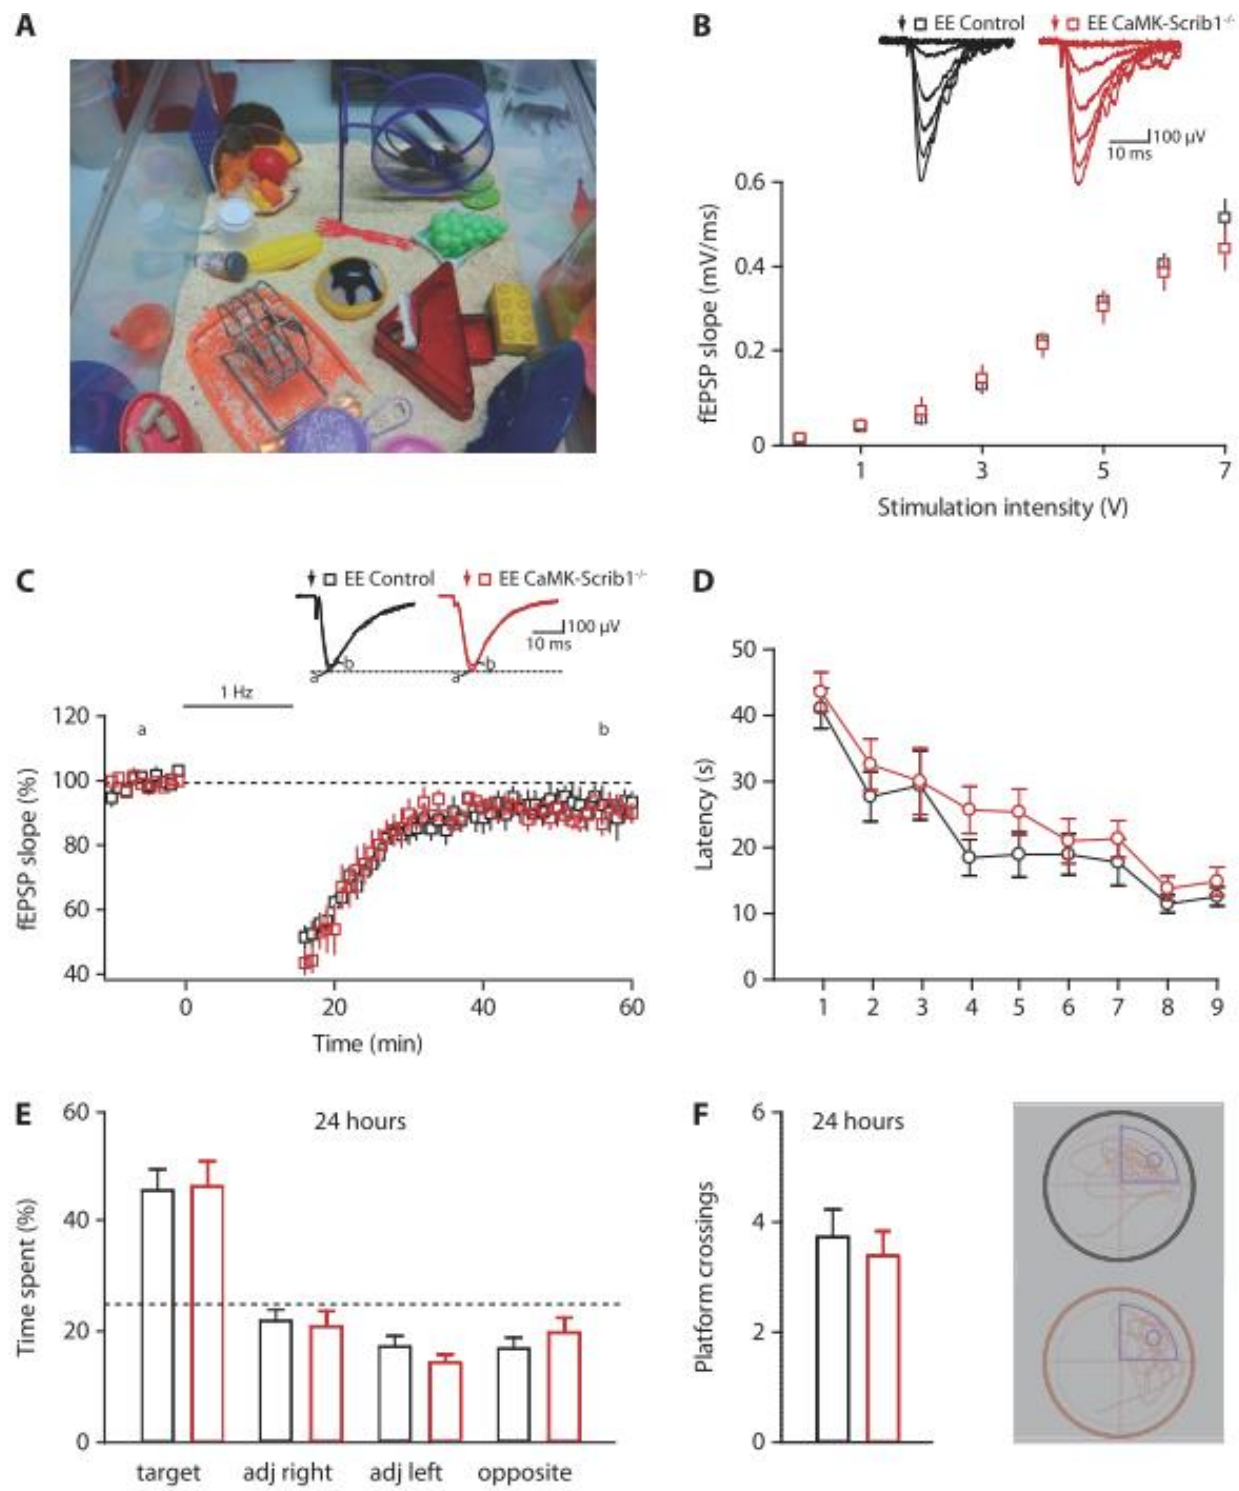 A
B
EE Control
EE CaMK-Scrib1-/-
100 µV
10 ms
0.6
0.4
0.2
0
fEPSP slope (mV/ms)
1
3
5
7
Stimulation intensity (V)
C
EE Control
EE CaMK-Scrib1-/-
100 µV
10 ms
a
b
a
b
1 Hz
a
b
120
100
80
60
40
fEPSP slope (%)
0
20
40
60
Time (min)
D
50
40
30
20
10
0
Latency (s)
1
2
3
4
5
6
7
8
9
E
24 hours
60
40
20
0
Time spent (%)
target
adj right
adj left
opposite
F
24 hours
6
4
2
0
Platform crossings